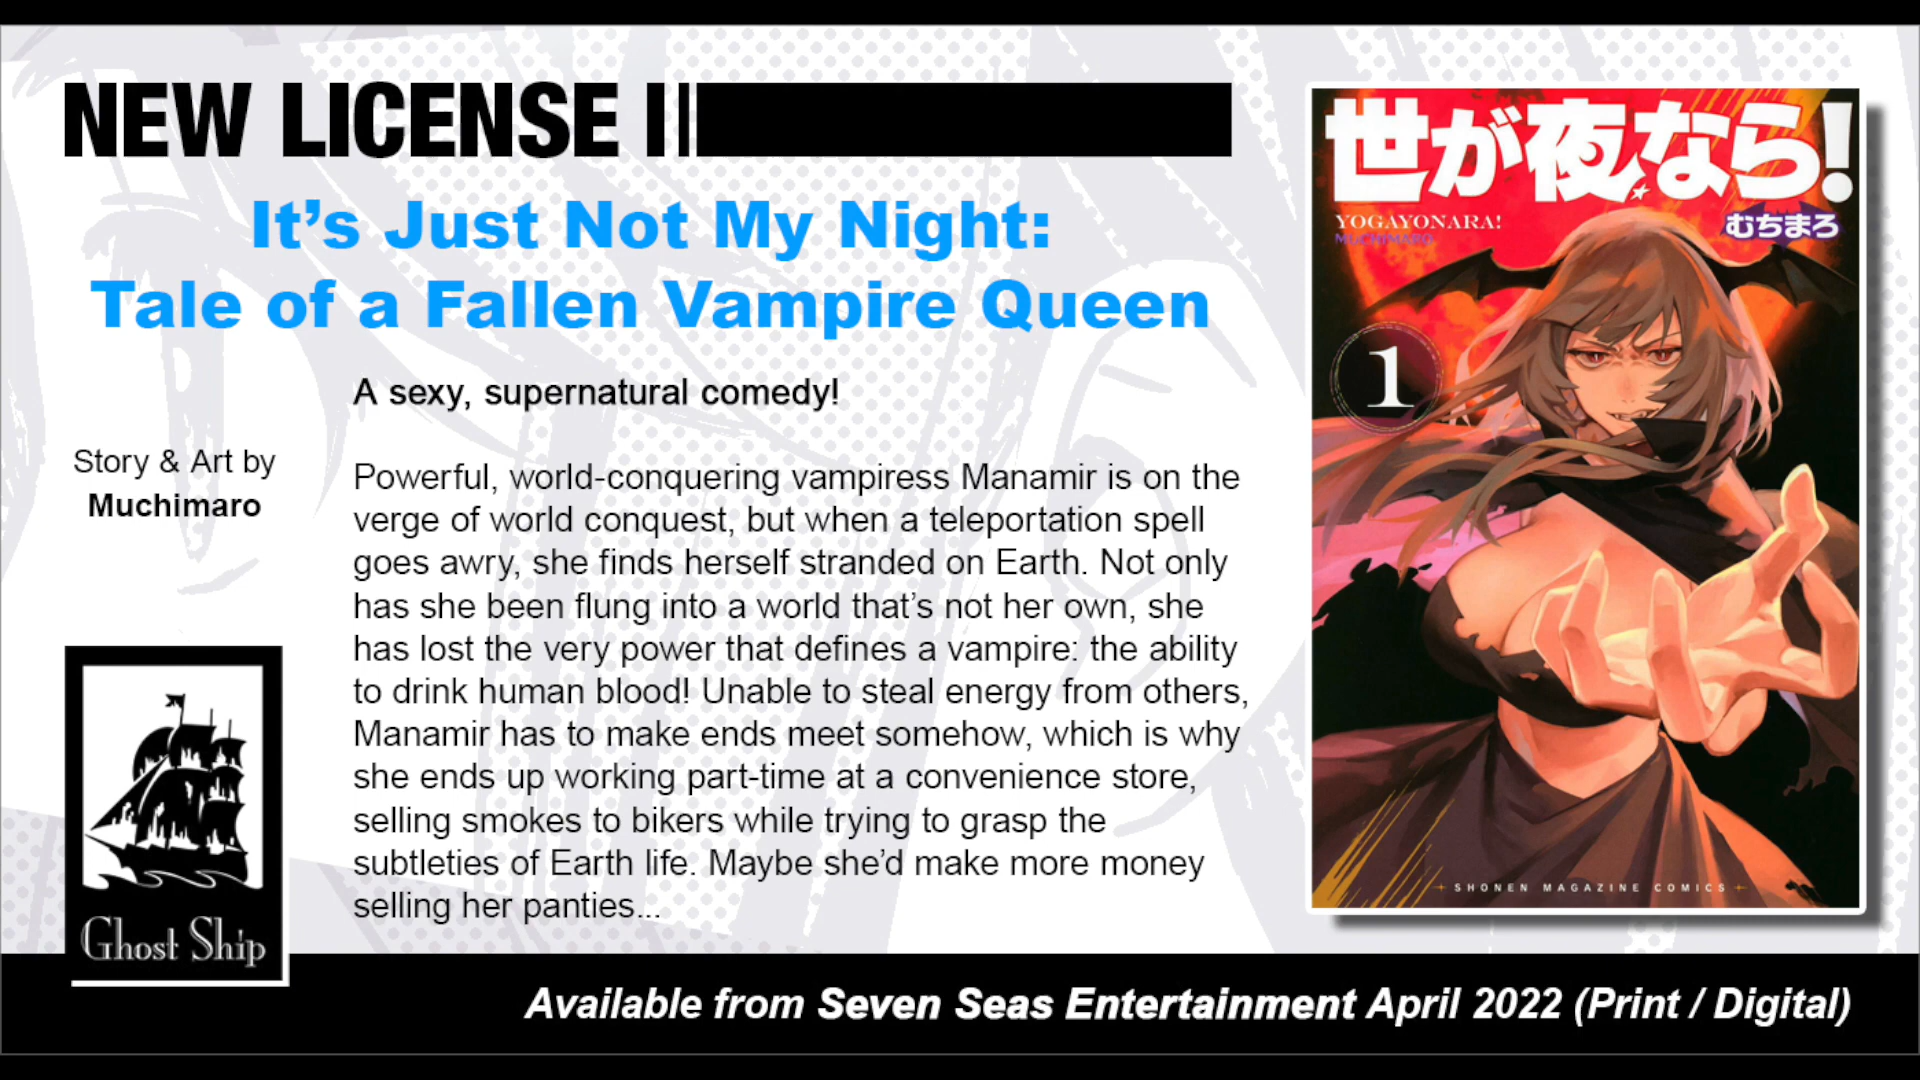 NEW LICENSE
It’s Just Not My Night:
Tale of a Fallen Vampire Queen
A sexy, supernatural comedy!
Story & Art by
Muchimaro
Powerful, world-conquering vampiress Manamir is on the
verge of world conquest, but when a teleportation spell
goes awry, she finds herself stranded on Earth. Not only
has she been flung into a world that’s not her own, she
has lost the very power that defines a vampire: the ability
to drink human blood! Unable to steal energy from others,
Manamir has to make ends meet somehow, which is why
she ends up working part-time at a convenience store,
selling smokes to bikers while trying to grasp the
subtleties of Earth life. Maybe she’d make more money
selling her panties...
Ghost Ship
世が夜なら!
YOGAYONARA!
MUCHIMARO
むちまろ
1
SHONEN MAGAZINE COMICS
Available from Seven Seas Entertainment April 2022 (Print / Digital)